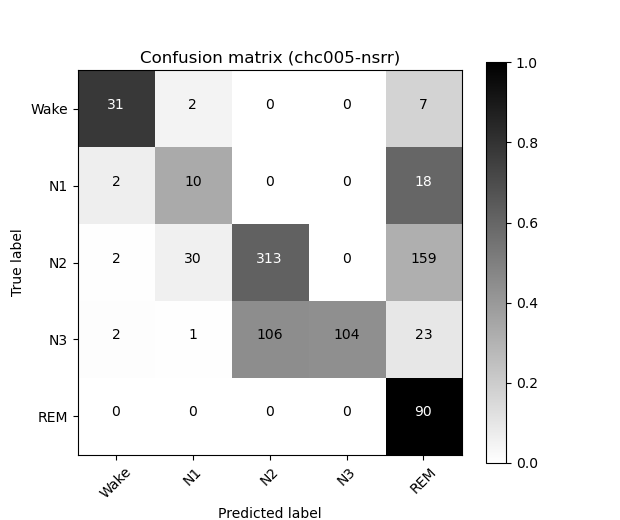 Confusion matrix (chc005-nsrr)
True label
Wake 31 2 0 0 7
N1 2 10 0 0 18
N2 2 30 313 0 159
N3 2 1 106 104 23
REM 0 0 0 0 90
Wake N1 N2 N3 REM
Predicted label
1.0
0.8
0.6
0.4
0.2
0.0